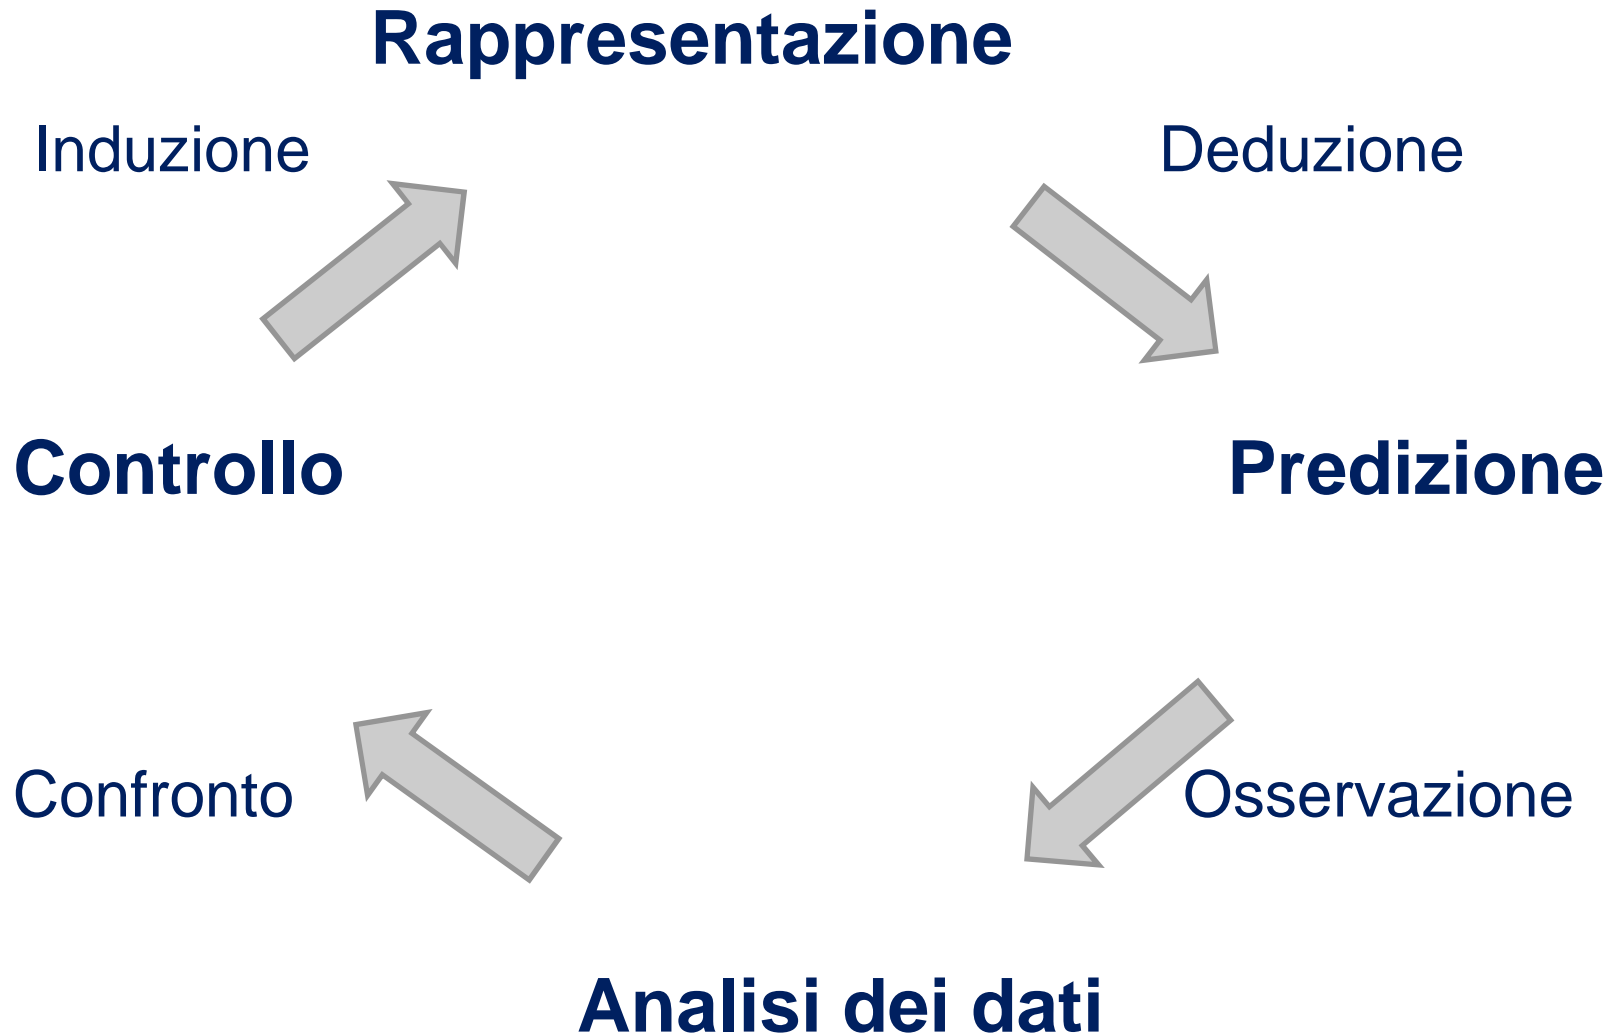 Rappresentazione
Induzione
Deduzione
Controllo
Predizione
Confronto
Osservazione
Analisi dei dati